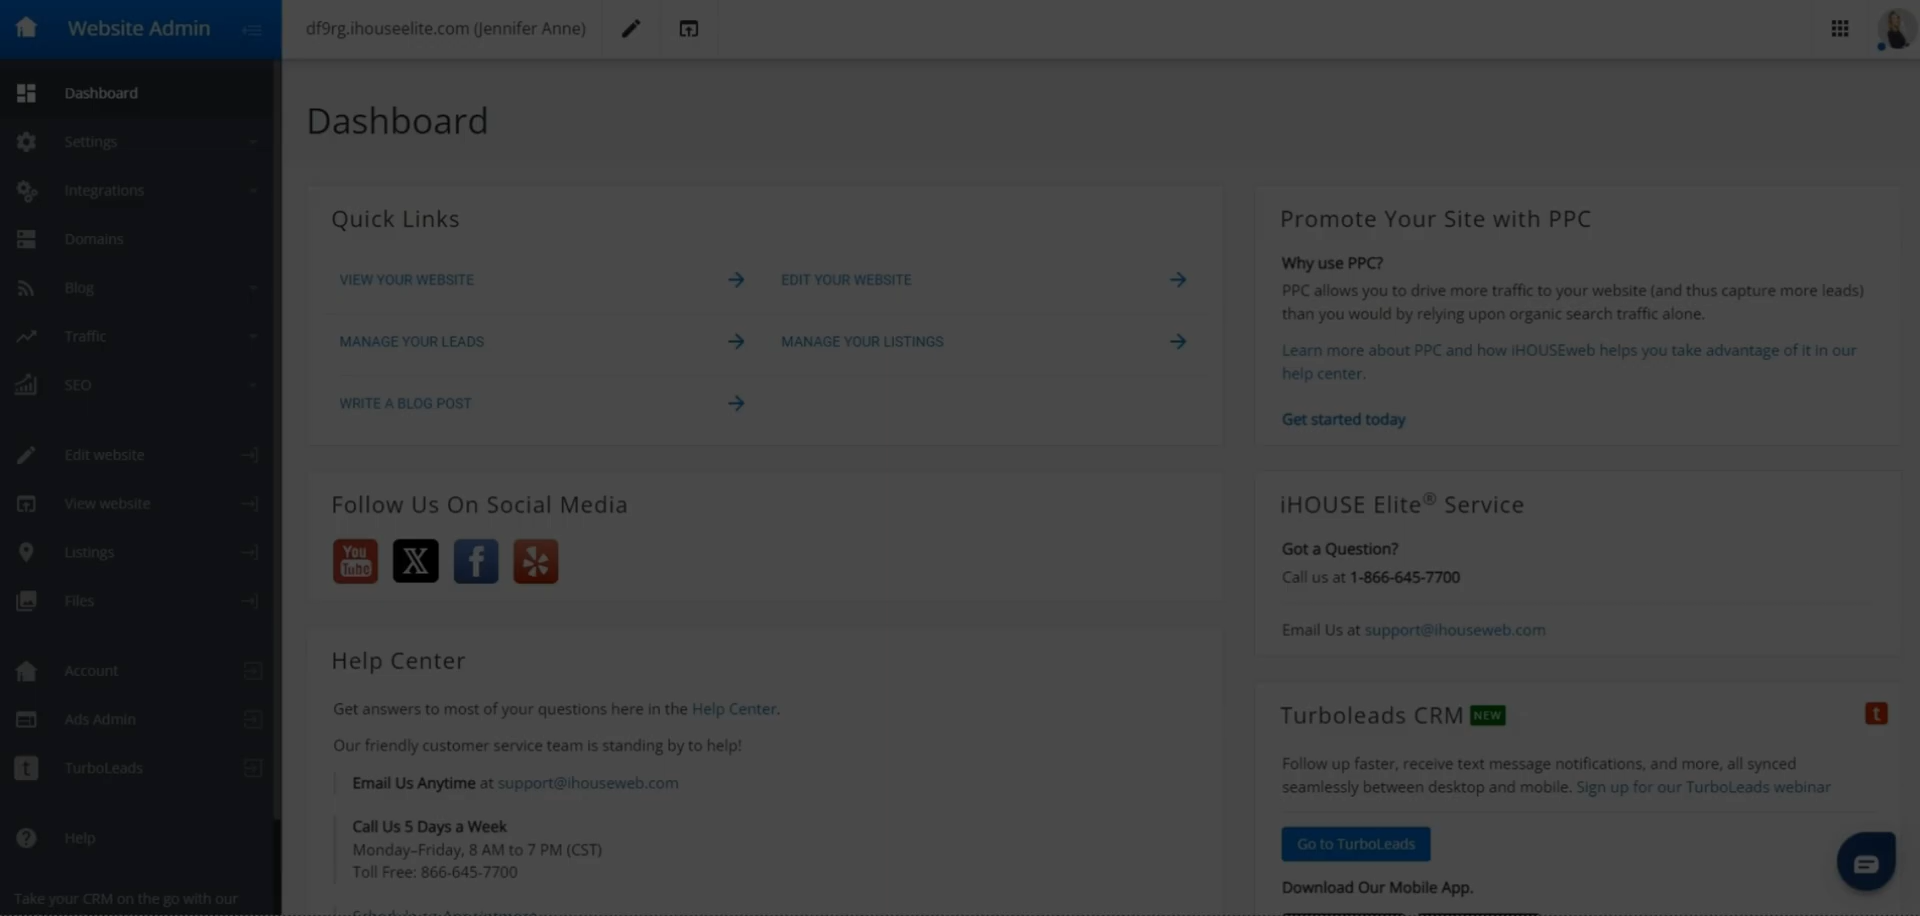 Website Admin
df9rg.ihouseelite.com (Jennifer Anne)
Dashboard
Settings
Integrations
Domains
Blog
Traffic
SEO
Edit website
View website
Listings
Files
Account
Ads Admin
TurboLeads
Help
Take your CRM on the go with our
Dashboard
Quick Links
VIEW YOUR WEBSITE
EDIT YOUR WEBSITE
MANAGE YOUR LEADS
MANAGE YOUR LISTINGS
WRITE A BLOG POST
Follow Us On Social Media
You
Tube
X
f
Help Center
Get answers to most of your questions here in the Help Center.
Our friendly customer service team is standing by to help!
Email Us Anytime at support@ihouseweb.com
Call Us 5 Days a Week
Monday–Friday, 8 AM to 7 PM (CST)
Toll Free: 866-645-7700
Promote Your Site with PPC
Why use PPC?
PPC allows you to drive more traffic to your website (and thus capture more leads)
than you would by relying upon organic search traffic alone.
Learn more about PPC and how iHOUSEweb helps you take advantage of it in our
help center.
Get started today
iHOUSE Elite® Service
Got a Question?
Call us at 1-866-645-7700
Email Us at support@ihouseweb.com
Turboleads CRM NEW
t
Follow up faster, receive text message notifications, and more, all synced
seamlessly between desktop and mobile. Sign up for our TurboLeads webinar
Go to TurboLeads
Download Our Mobile App.